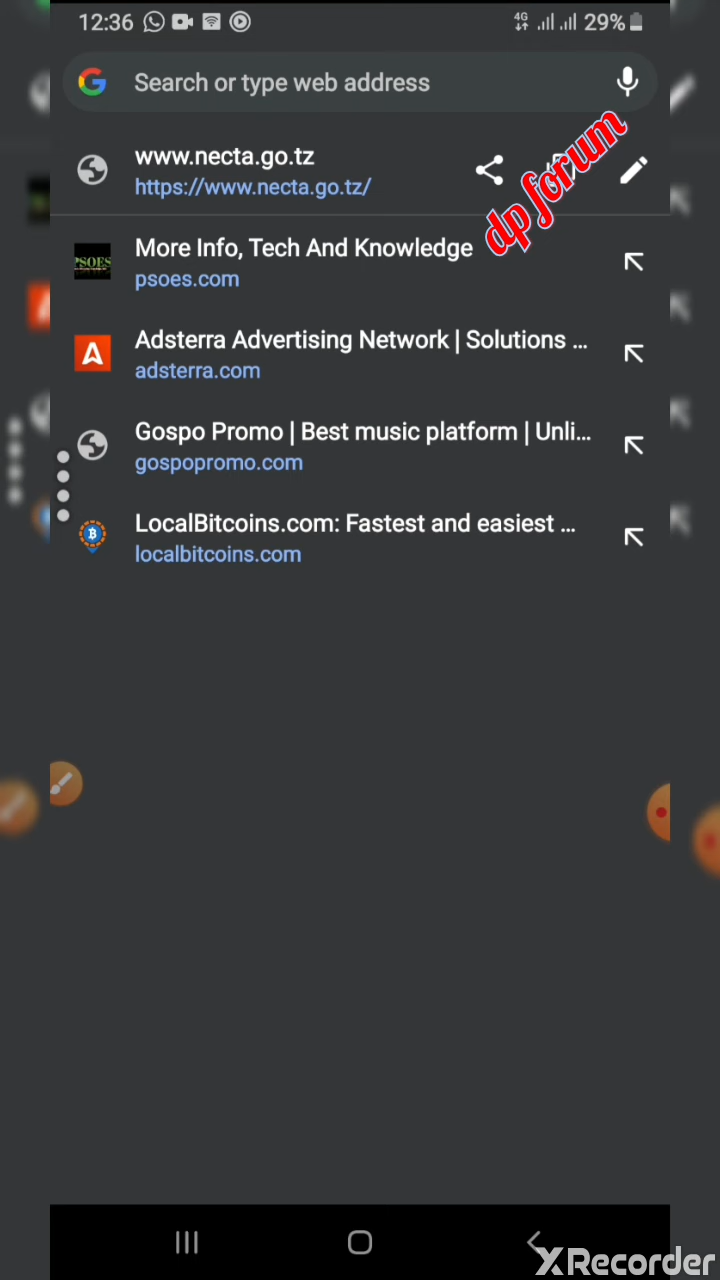 12:36
4G
29%
Search or type web address
www.necta.go.tz
https://www.necta.go.tz/
dp forum
PSOES
More Info, Tech And Knowledge
psoes.com
Adsterra Advertising Network | Solutions ...
adsterra.com
Gospo Promo | Best music platform | Unli...
gospopromo.com
LocalBitcoins.com: Fastest and easiest ...
localbitcoins.com
XRecorder